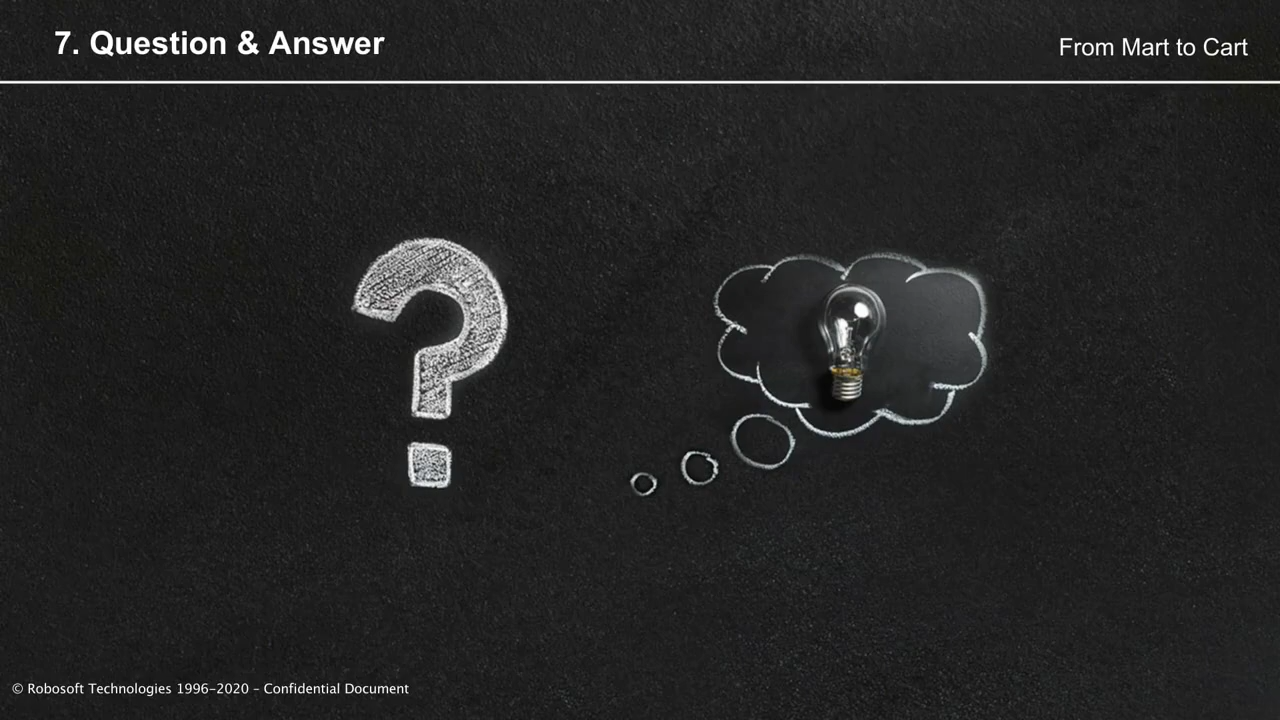 7. Question & Answer
From Mart to Cart
?
© Robosoft Technologies 1996-2020 - Confidential Document